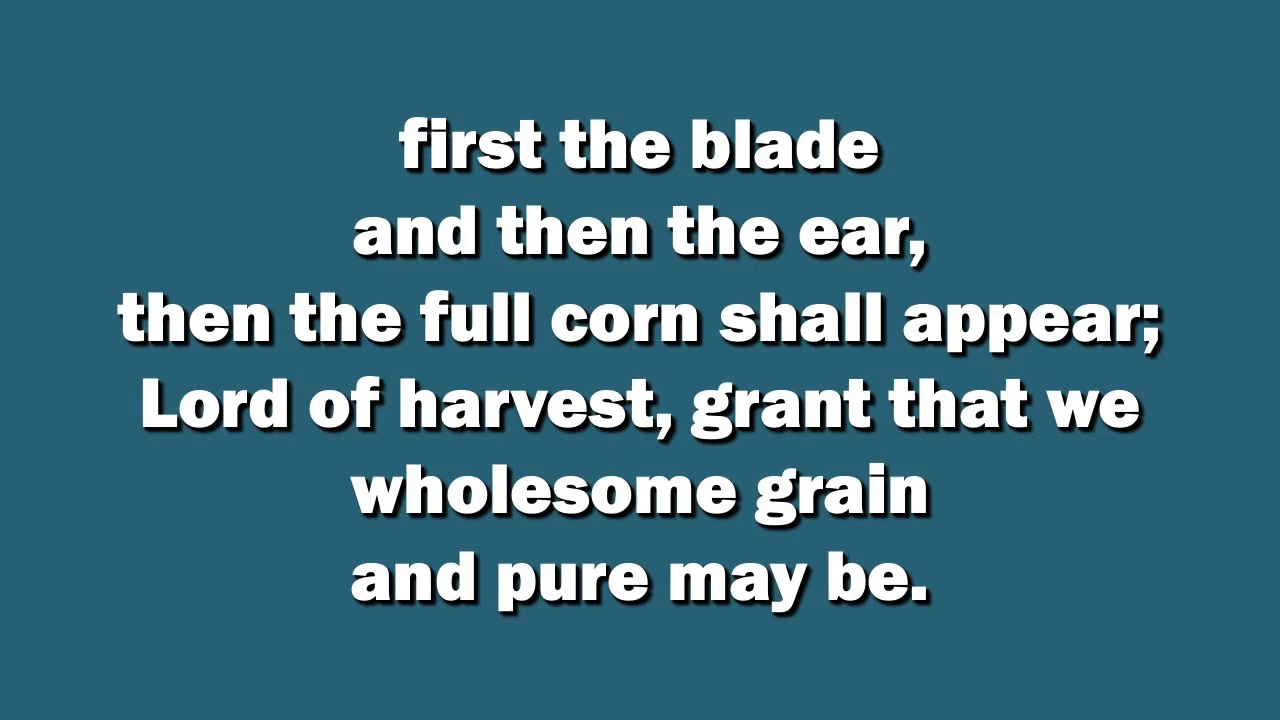 first the blade
and then the ear,
then the full corn shall appear;
Lord of harvest, grant that we
wholesome grain
and pure may be.